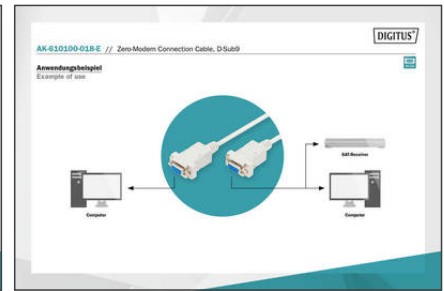 DIGITUS®
AK-610100-018-E // Zero-Modem Connection Cable, D-Sub9
Anwendungsbeispiel
Example of use
SAT-Receiver
Computer
Computer